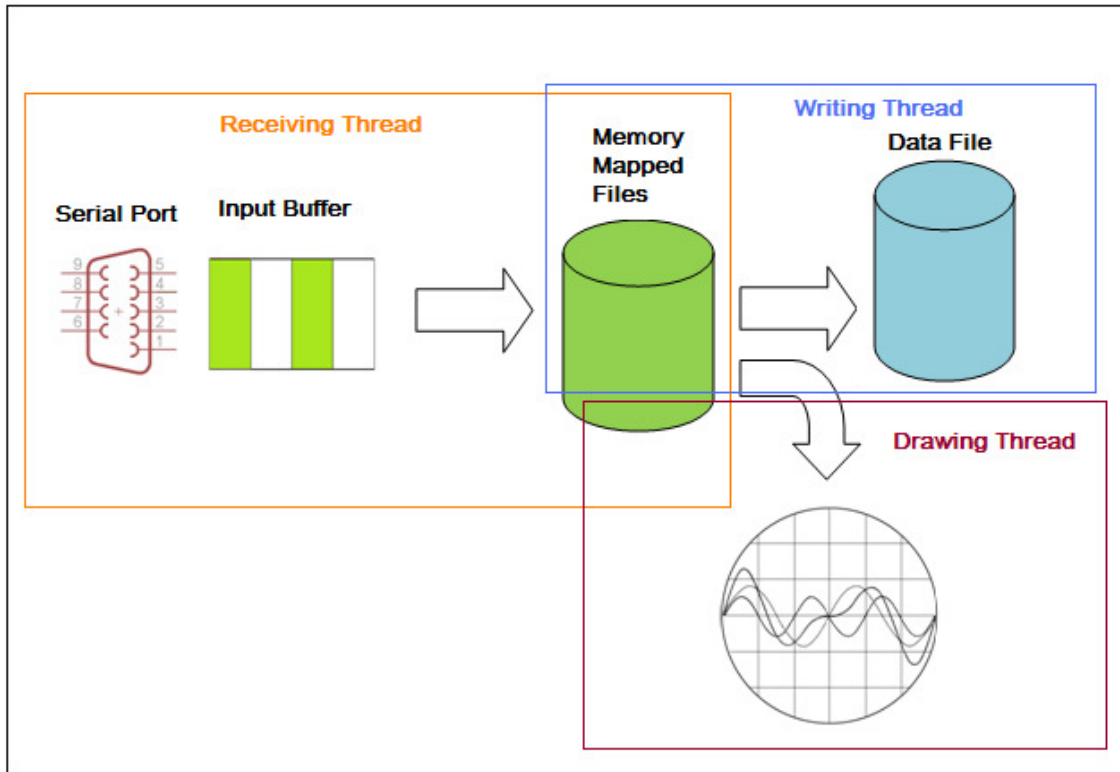 Receiving Thread
Writing Thread
Memory
Mapped
Files
Data File
Serial Port
Input Buffer
9
5
8
4
7
3
6
2
1
Drawing Thread